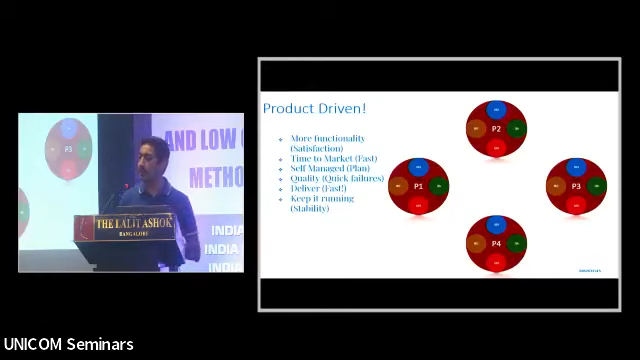 P3
AND LOW
METHO
INDIA
INDIA
INDIA
THE LALIT ASHOK
BANGALORE
Product Driven!
More functionality
(Satisfaction)
Time to Market (Fast)
Self Managed (Plan)
Quality (Quick failures)
Deliver (Fast!)
Keep it running
(Stability)
P2
P1
P3
P4
UNICOM Seminars